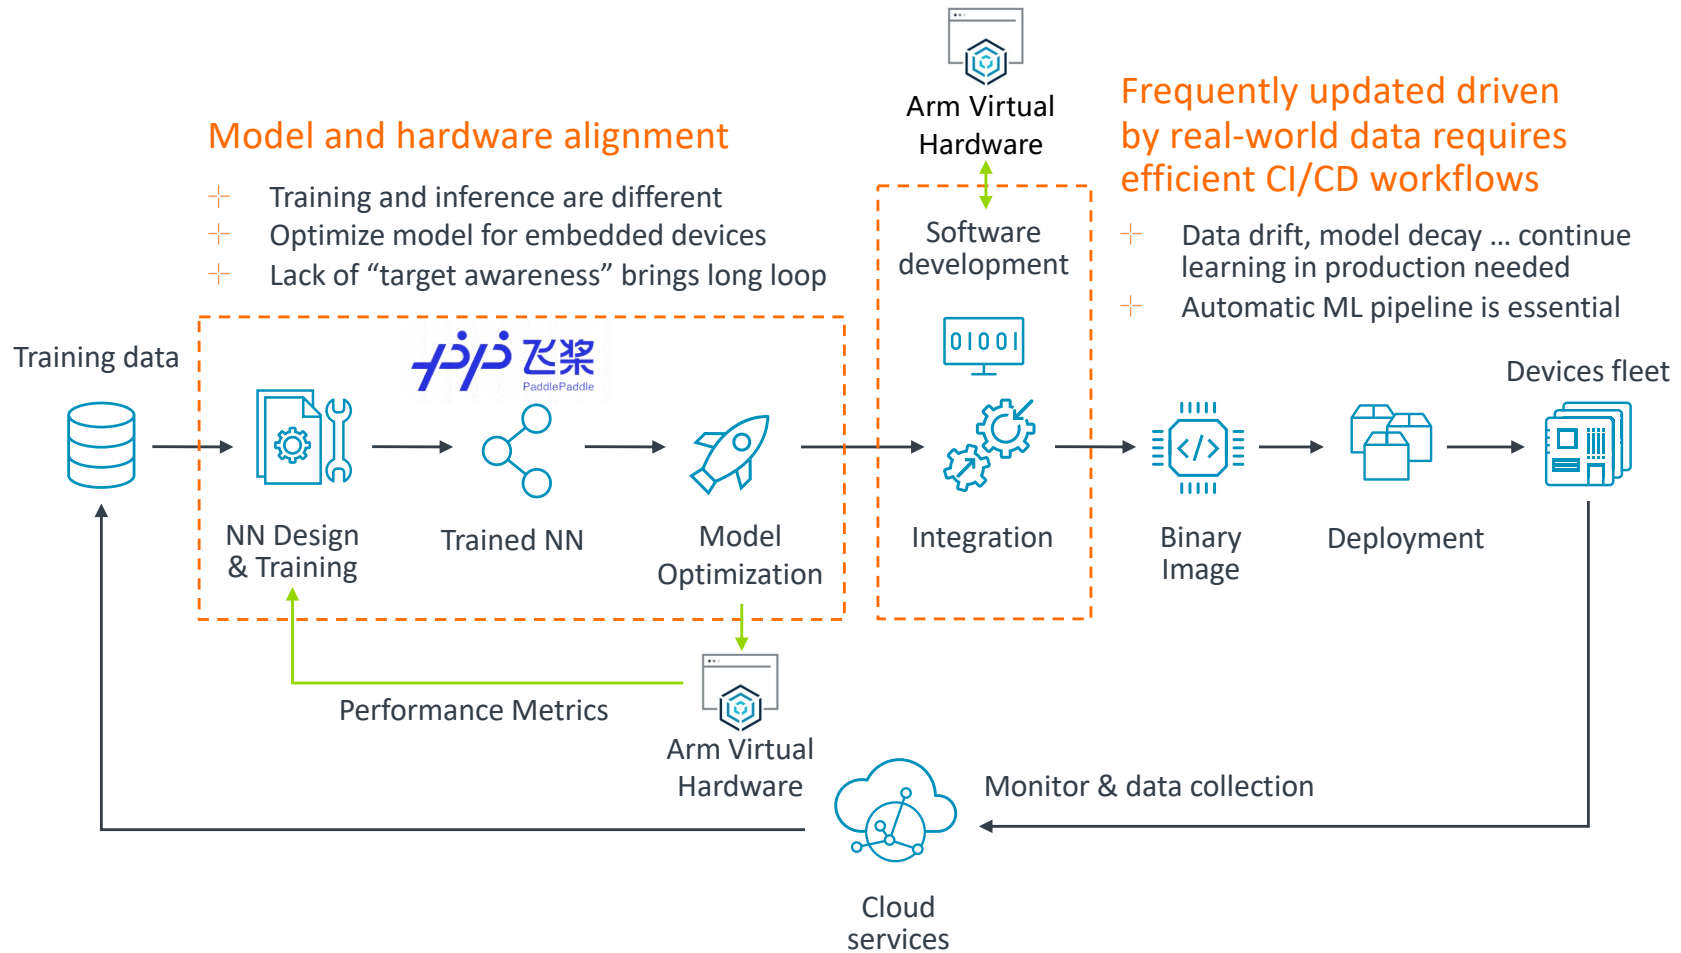 Arm Virtual
Hardware
Model and hardware alignment
Training and inference are different
Optimize model for embedded devices
Lack of “target awareness” brings long loop
Frequently updated driven
by real-world data requires
efficient CI/CD workflows
Data drift, model decay ... continue
learning in production needed
Automatic ML pipeline is essential
Software
development
01001
飞桨
PaddlePaddle
Training data
Devices fleet
</>
NN Design
& Training
Trained NN
Model
Optimization
Integration
Binary
Image
Deployment
Performance Metrics
Arm Virtual
Hardware
Monitor & data collection
Cloud
services